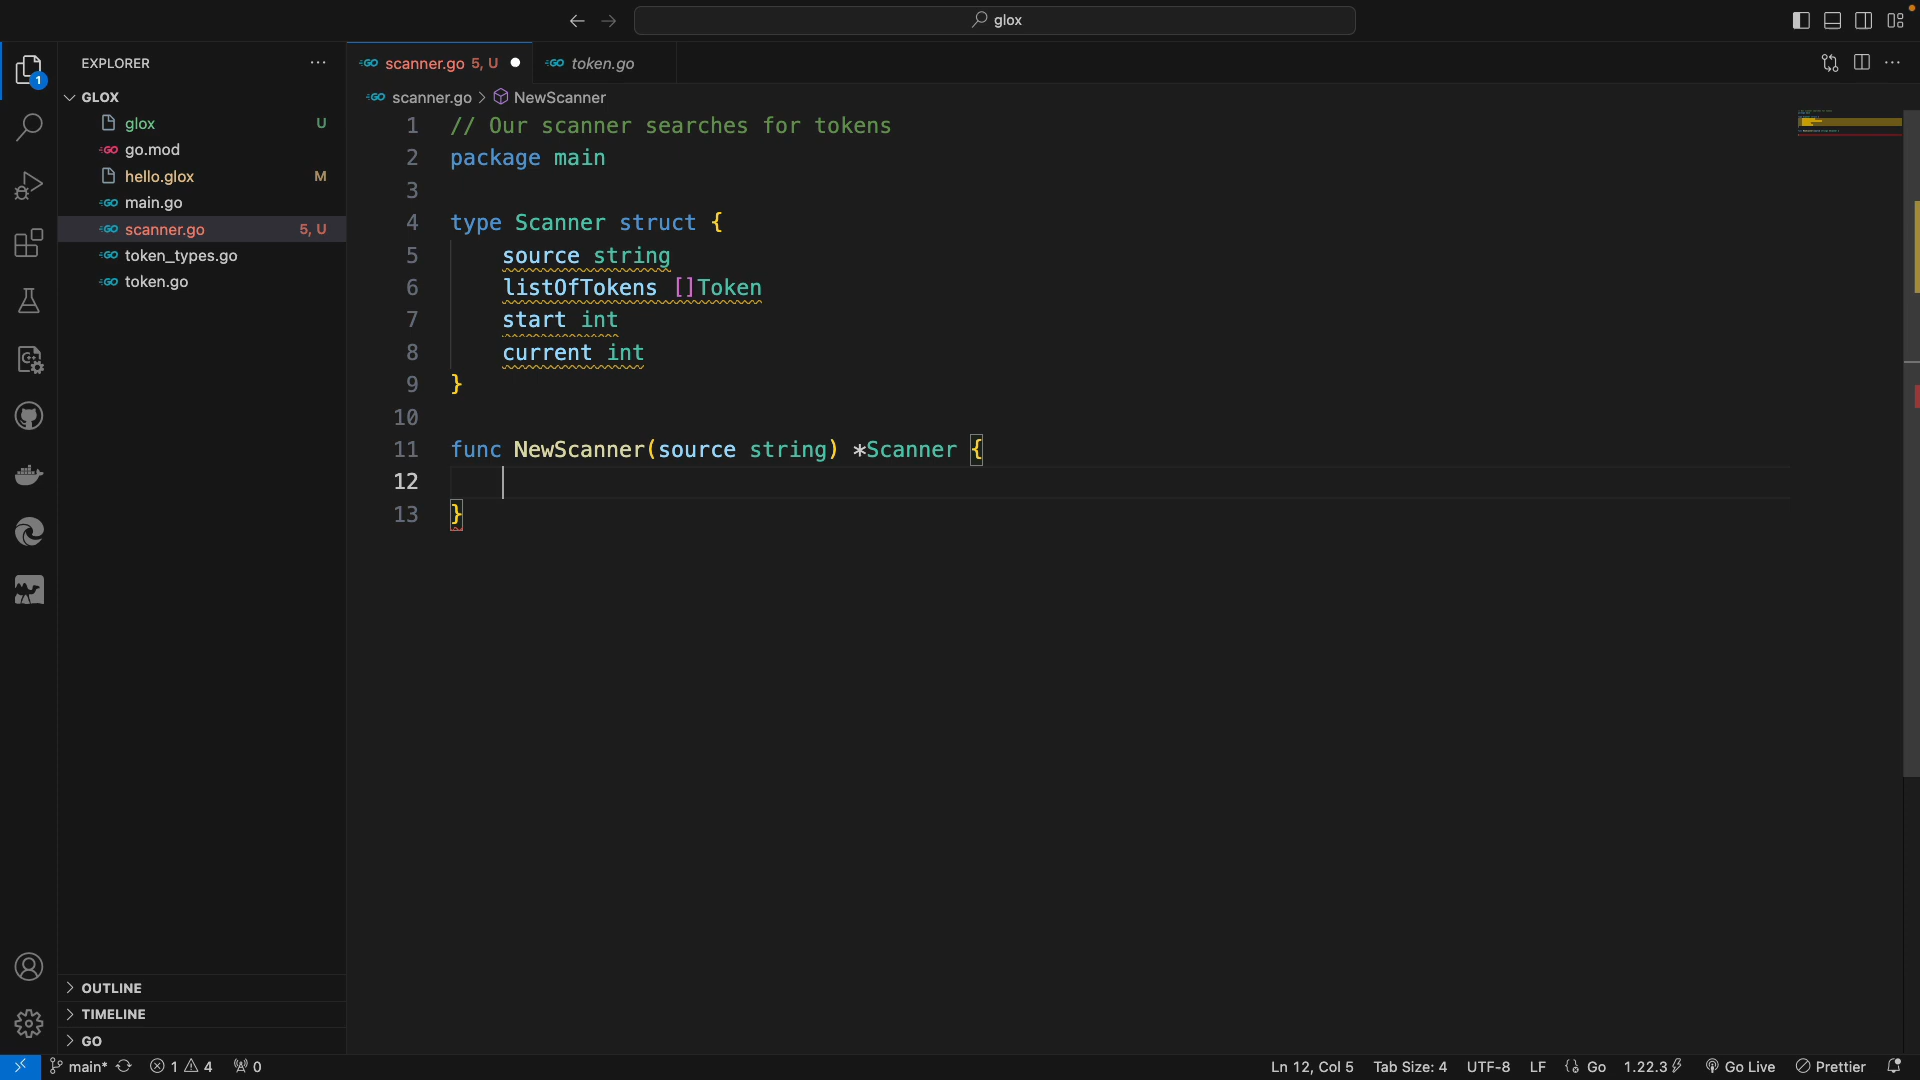 glox
EXPLORER
GLOX
glox U
go.mod
hello.glox M
main.go
scanner.go 5, U
token_types.go
token.go
OUTLINE
TIMELINE
GO
scanner.go 5, U
token.go
scanner.go > NewScanner
1 // Our scanner searches for tokens
2 package main
3
4 type Scanner struct {
5 source string
6 listOfTokens []Token
7 start int
8 current int
9 }
10
11 func NewScanner(source string) *Scanner {
12
13 }
main* 1 4 0
Ln 12, Col 5 Tab Size: 4 UTF-8 LF Go 1.22.3 Go Live Prettier